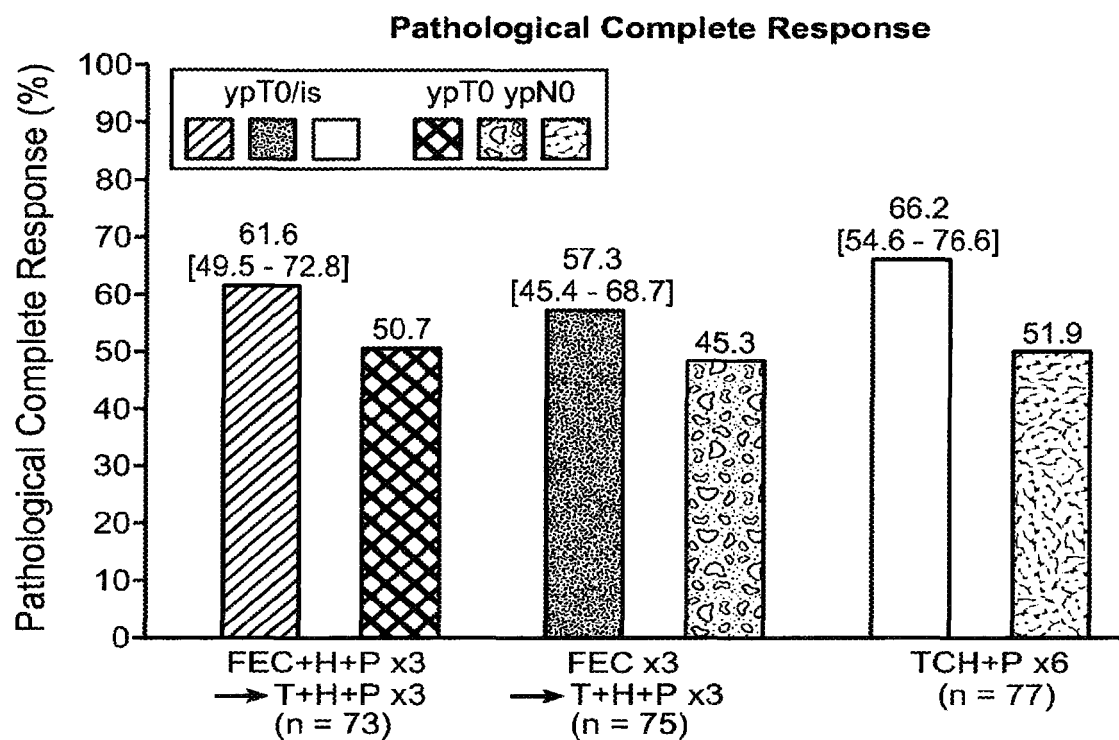 Pathological Complete Response
Pathological Complete Response (%)
100
90
80
70
60
50
40
30
20
10
0
ypT0/is
ypT0 ypN0
61.6
[49.5 - 72.8]
50.7
57.3
[45.4 - 68.7]
45.3
66.2
[54.6 - 76.6]
51.9
FEC+H+P x3
→ T+H+P x3
(n = 73)
FEC x3
→ T+H+P x3
(n = 75)
TCH+P x6
(n = 77)